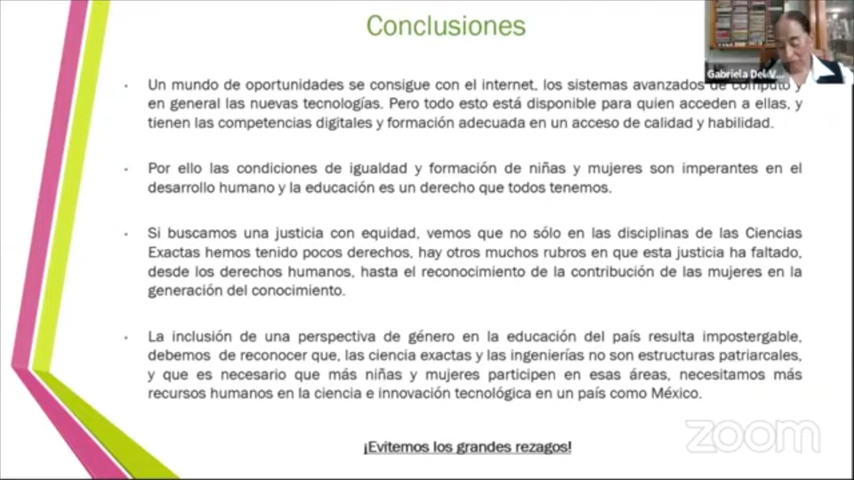 Conclusiones
Gabriela Del V...
Un mundo de oportunidades se consigue con el internet, los sistemas avanzados de cómputo y
en general las nuevas tecnologías. Pero todo esto está disponible para quien acceden a ellas, y
tienen las competencias digitales y formación adecuada en un acceso de calidad y habilidad.
Por ello las condiciones de igualdad y formación de niñas y mujeres son imperantes en el
desarrollo humano y la educación es un derecho que todos tenemos.
Si buscamos una justicia con equidad, vemos que no sólo en las disciplinas de las Ciencias
Exactas hemos tenido pocos derechos, hay otros muchos rubros en que esta justicia ha faltado,
desde los derechos humanos, hasta el reconocimiento de la contribución de las mujeres en la
generación del conocimiento.
La inclusión de una perspectiva de género en la educación del país resulta impostergable,
debemos de reconocer que, las ciencia exactas y las ingenierías no son estructuras patriarcales,
y que es necesario que más niñas y mujeres participen en esas áreas, necesitamos más
recursos humanos en la ciencia e innovación tecnológica en un país como México.
¡Evitemos los grandes rezagos!
zoom